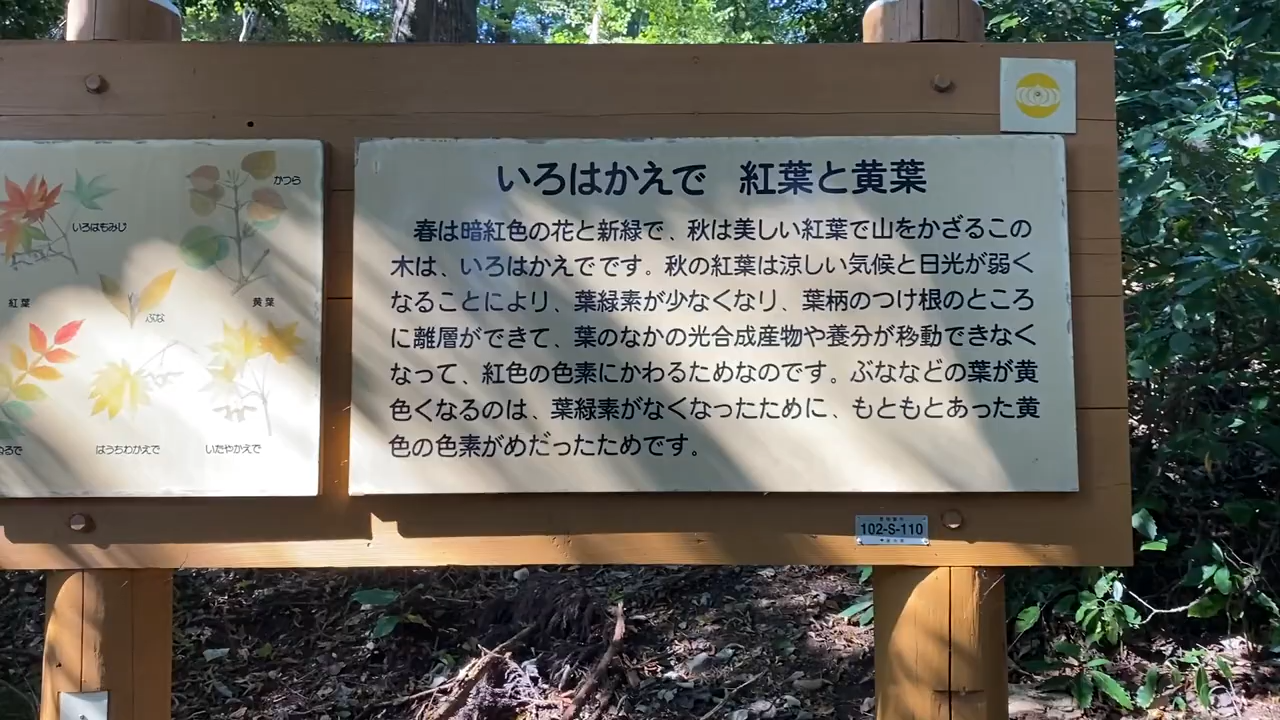 いろはもみじ
かつら
紅葉
ぶな
黄葉
るで
はうちわかえで
いたやかえで
いろはかえで 紅葉と黄葉
春は暗紅色の花と新緑で、秋は美しい紅葉で山をかざるこの
木は、いろはかえでです。秋の紅葉は涼しい気候と日光が弱く
なることにより、葉緑素が少なくなり、葉柄のつけ根のところ
に離層ができて、葉のなかの光合成産物や養分が移動できなく
なって、紅色の色素にかわるためなのです。ぶななどの葉が黄
色くなるのは、葉緑素がなくなったために、もともとあった黄
色の色素がめだったためです。
102-S-110